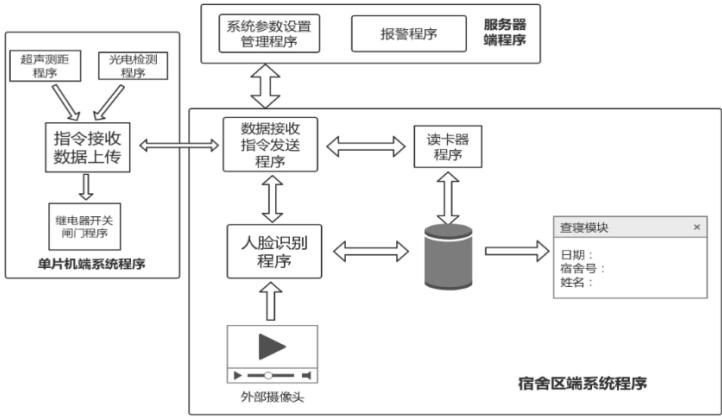 系统参数设置
管理程序
报警程序
服务器
端程序
超声测距
程序
光电检测
程序
指令接收
数据上传
继电器开关
闸门程序
单片机端系统程序
数据接收
指令发送
程序
读卡器
程序
人脸识别
程序
查寝模块 ×
日期：
宿舍号：
姓名：
外部摄像头
宿舍区端系统程序